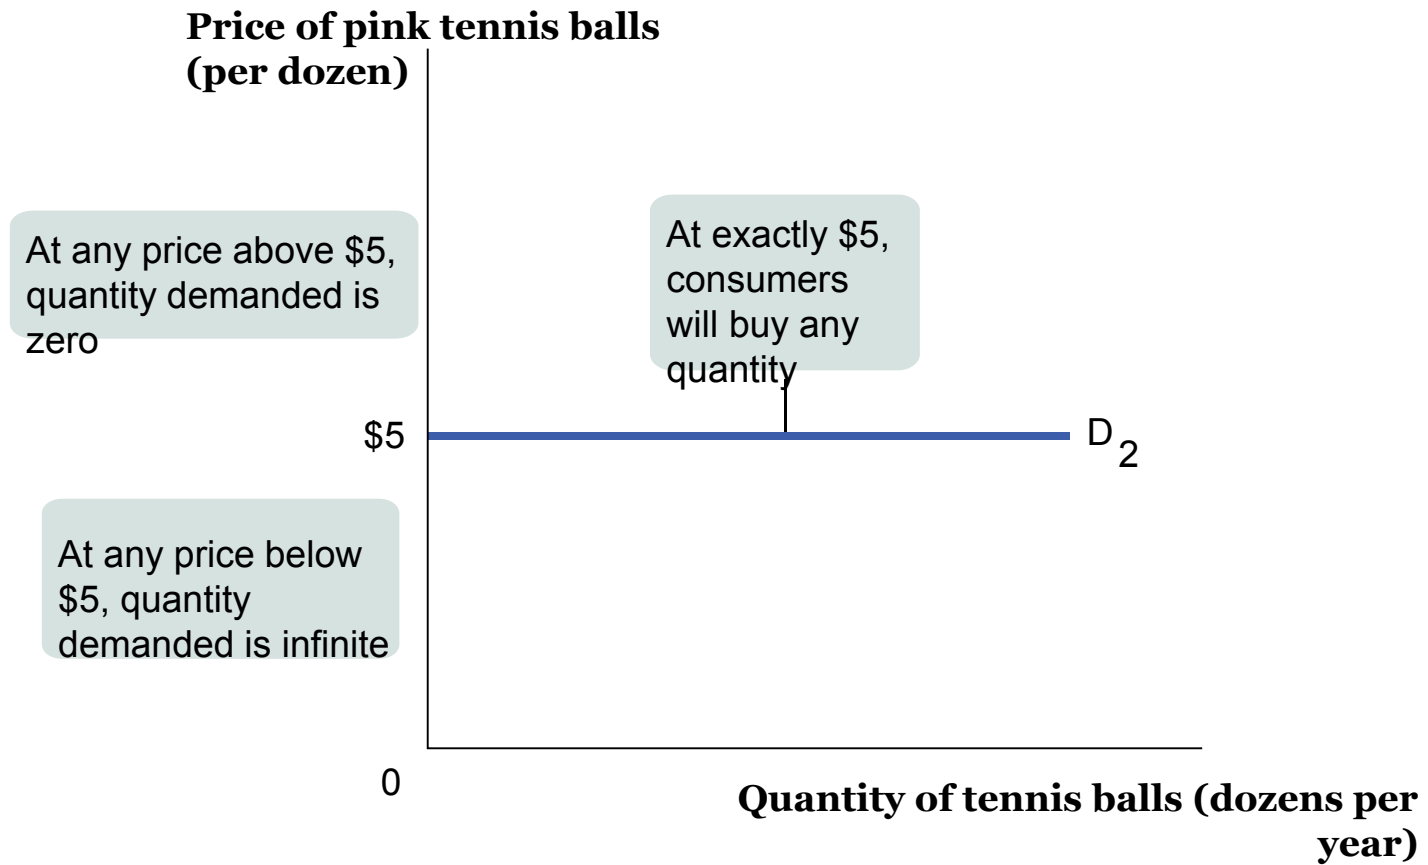 Price of pink tennis balls
(per dozen)
At any price above $5,
quantity demanded is
zero
At exactly $5,
consumers
will buy any
quantity
$5
D2
At any price below
$5, quantity
demanded is infinite
0
Quantity of tennis balls (dozens per
year)